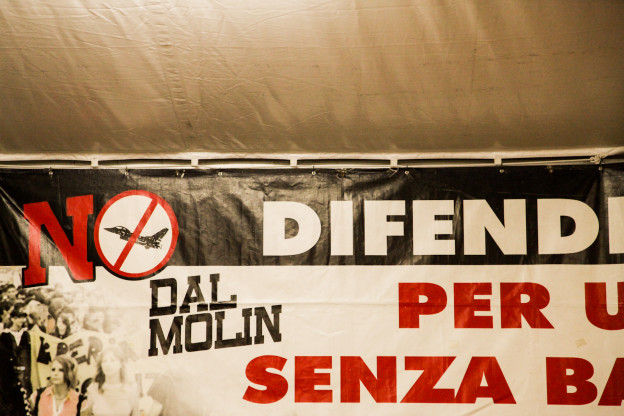 NO
DAL
MOLIN
DIFENDI
PER U
SENZA BA